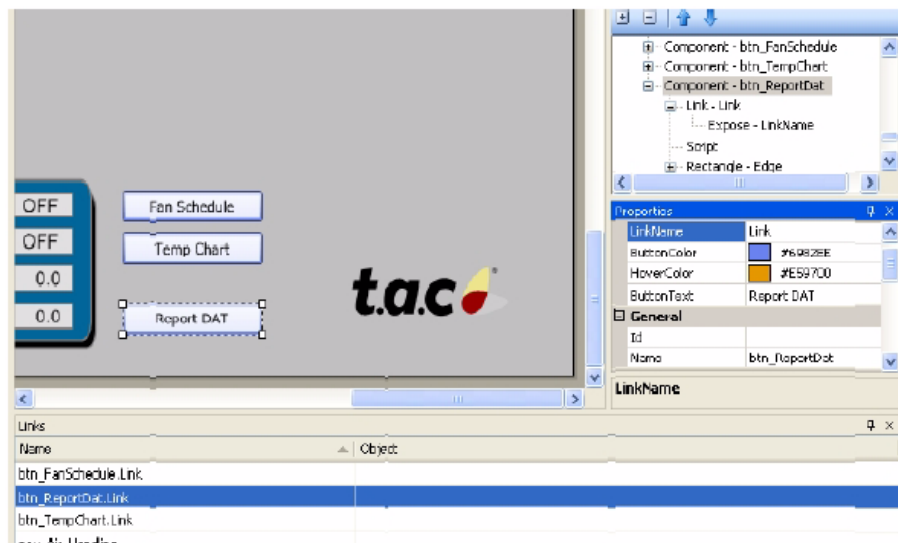 Component - btn_FanSchedule
Component - btn_TempChart
Component - btn_ReportDat
Link - Link
Expose - LinkName
Script
Rectangle - Edge
OFF
Fan Schedule
OFF
Temp Chart
0.0
0.0
Report DAT
t.a.c
Properties
LinkName Link
ButtonColor #6982EE
HoverColor #E59700
ButtonText Report DAT
General
Id
Name btn_ReportDat
LinkName
Links
Name Object
btn_FanSchedule.Link
btn_ReportDat.Link
btn_TempChart.Link